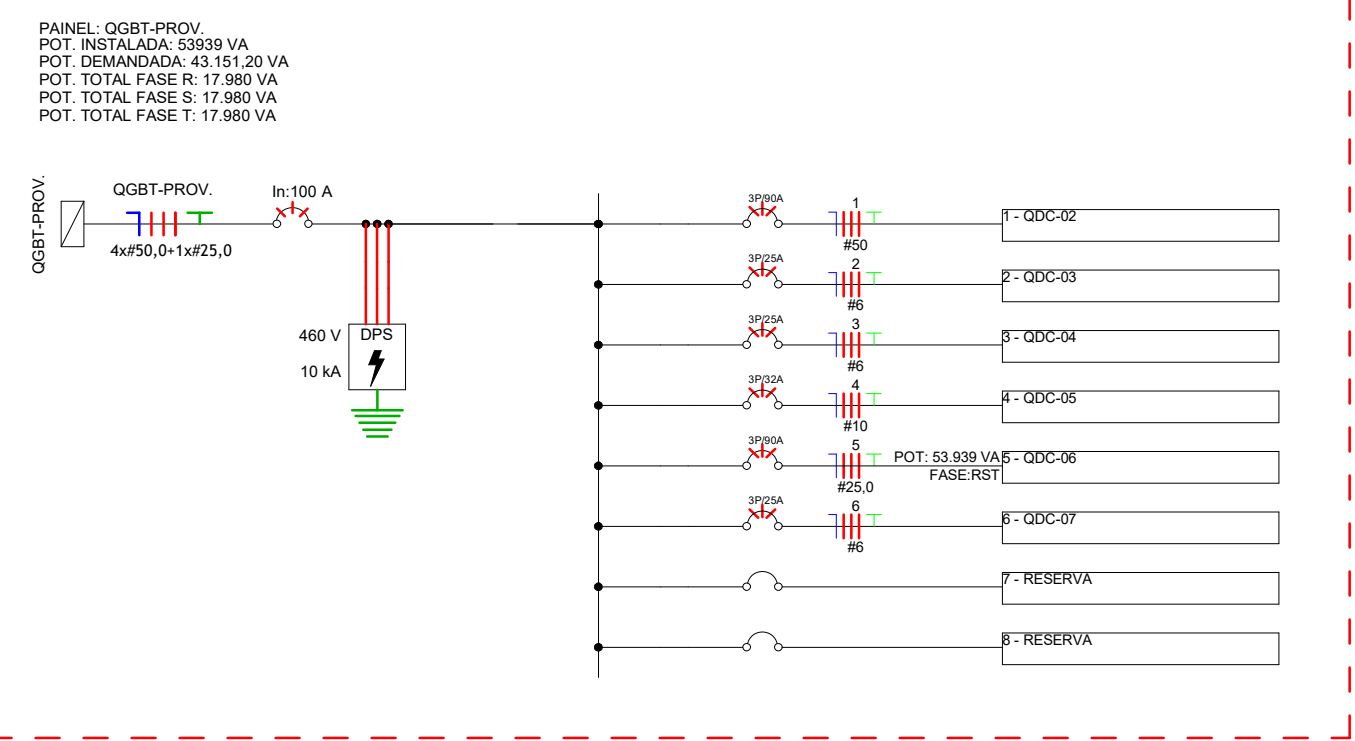 PAINEL: QGBT-PROV.
POT. INSTALADA: 53939 VA
POT. DEMANDADA: 43.151,20 VA
POT. TOTAL FASE R: 17.980 VA
POT. TOTAL FASE S: 17.980 VA
POT. TOTAL FASE T: 17.980 VA
QGBT-PROV.
QGBT-PROV.
4x#50,0+1x#25,0
In:100 A
460 V
10 kA
DPS
3P/90A
1
#50
1 - QDC-02
3P/25A
2
#6
2 - QDC-03
3P/25A
3
#6
3 - QDC-04
3P/32A
4
#10
4 - QDC-05
3P/90A
5
#25,0
POT: 53.939 VA
FASE:RST
5 - QDC-06
3P/25A
6
#6
6 - QDC-07
7 - RESERVA
8 - RESERVA